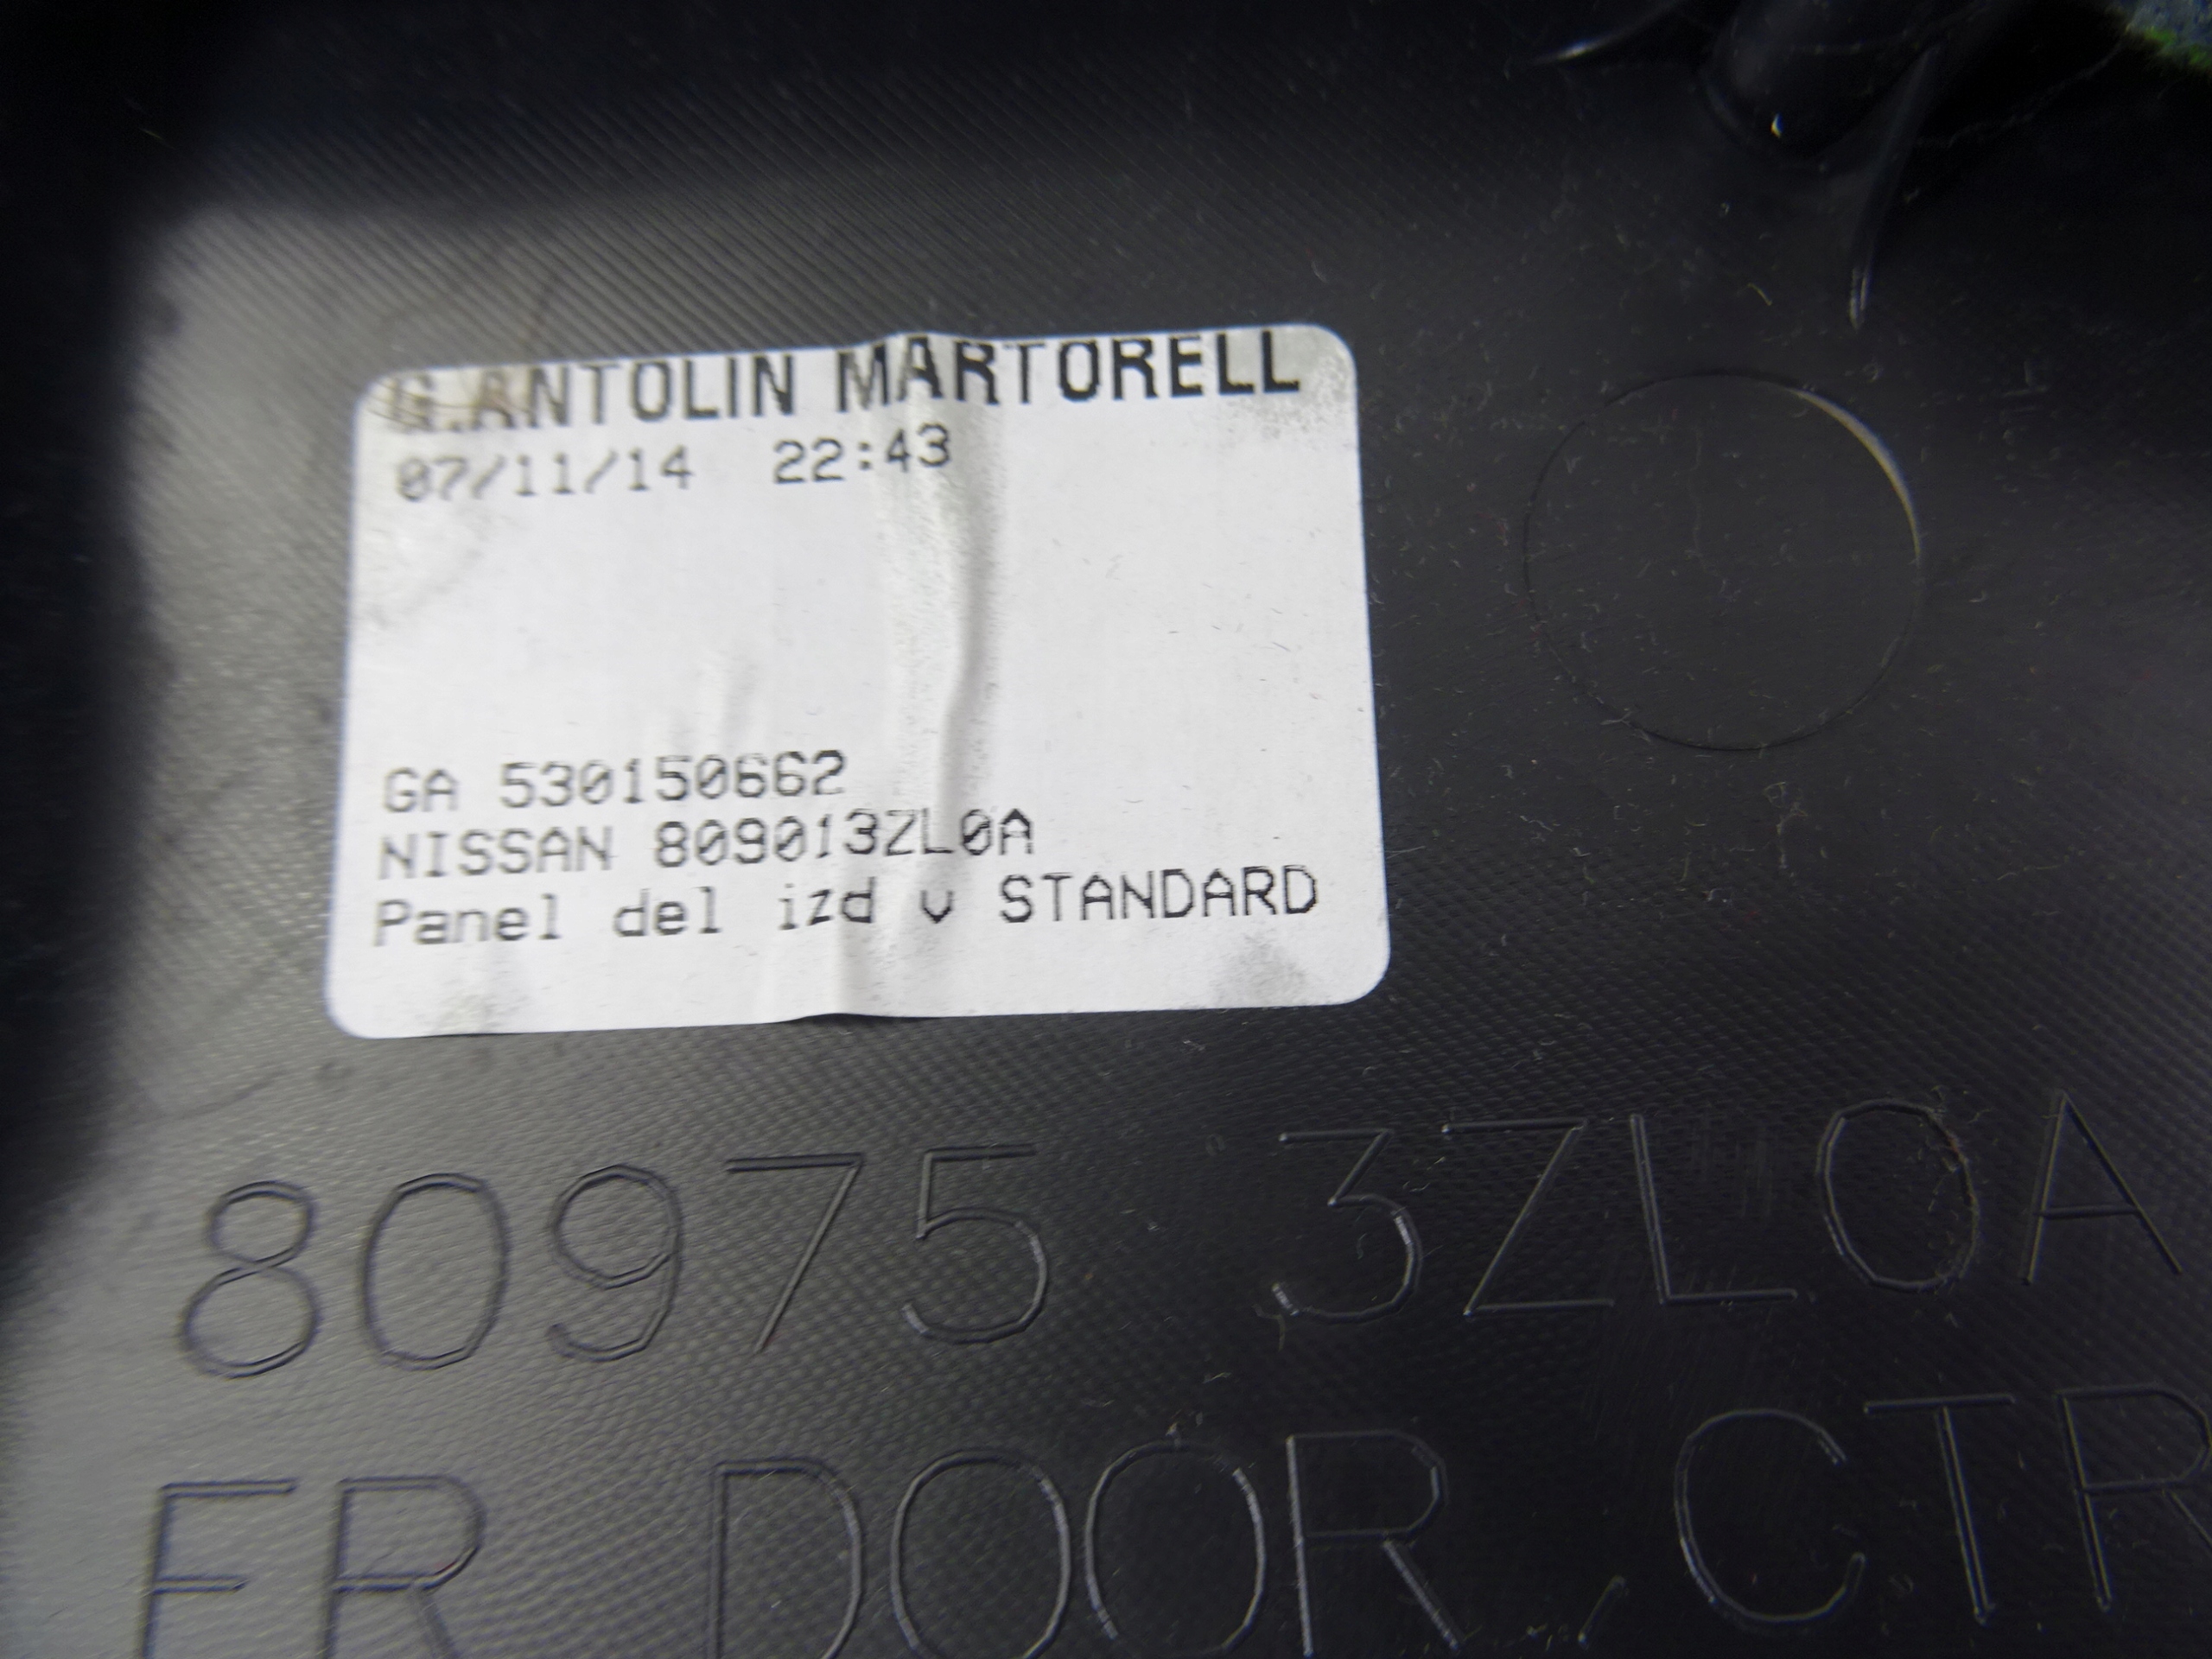 G.ANTOLIN MARTORELL
07/11/14 22:43
GA 530150662
NISSAN 809013ZL0A
Panel del izd v STANDARD
80975 3ZL0A
FR DOOR, CTR